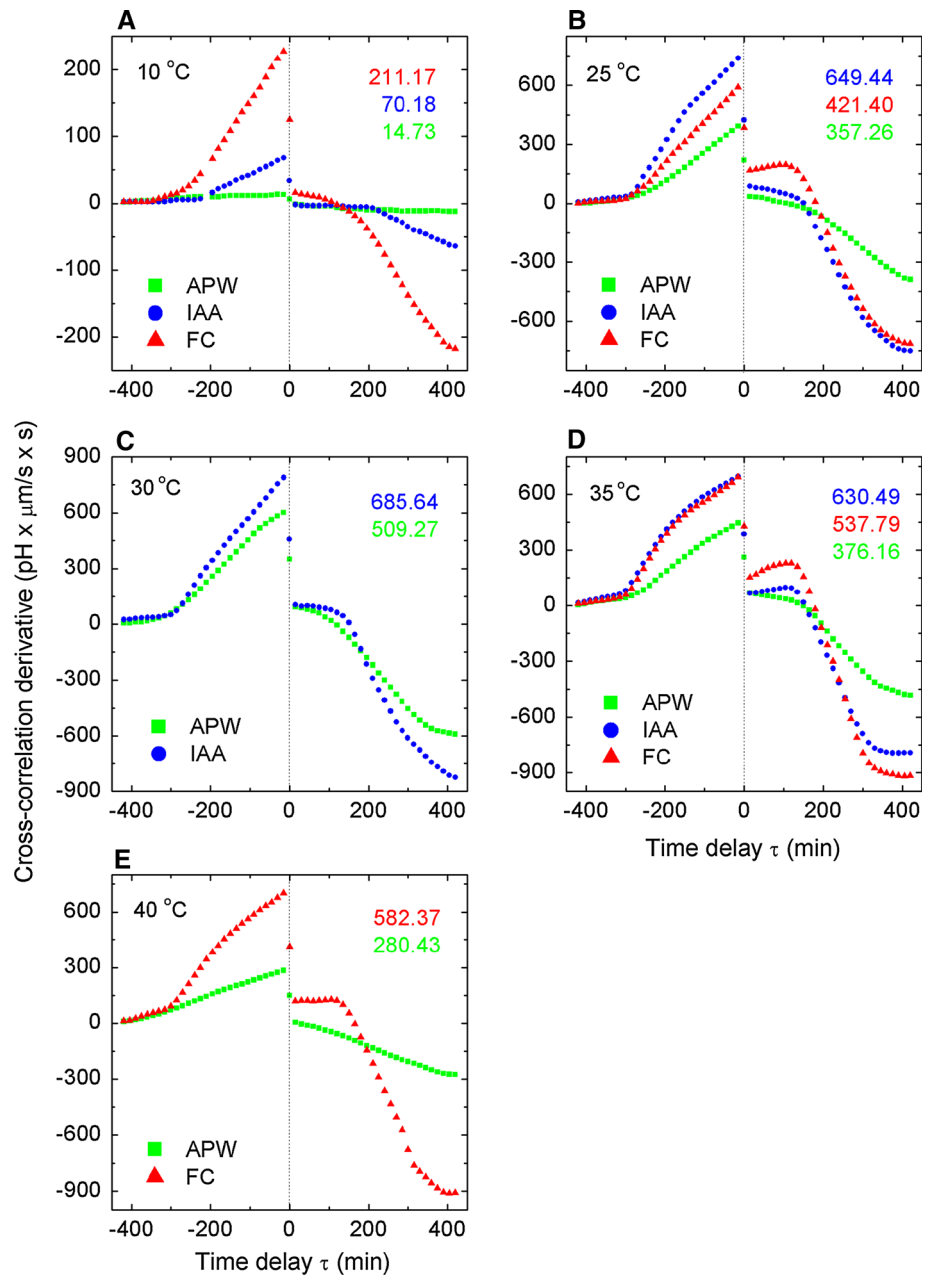 A
10 °C
211.17
70.18
14.73
APW
IAA
FC
200
100
0
-100
-200
-400 -200 0 200 400
B
25 °C
649.44
421.40
357.26
APW
IAA
FC
600
300
0
-300
-600
-400 -200 0 200 400
Cross-correlation derivative (pH x μm/s x s)
C
30 °C
685.64
509.27
APW
IAA
900
600
300
0
-300
-600
-900
-400 -200 0 200 400
D
35 °C
630.49
537.79
376.16
APW
IAA
FC
600
300
0
-300
-600
-900
-400 -200 0 200 400
Time delay τ (min)
E
40 °C
582.37
280.43
APW
FC
600
300
0
-300
-600
-900
-400 -200 0 200 400
Time delay τ (min)